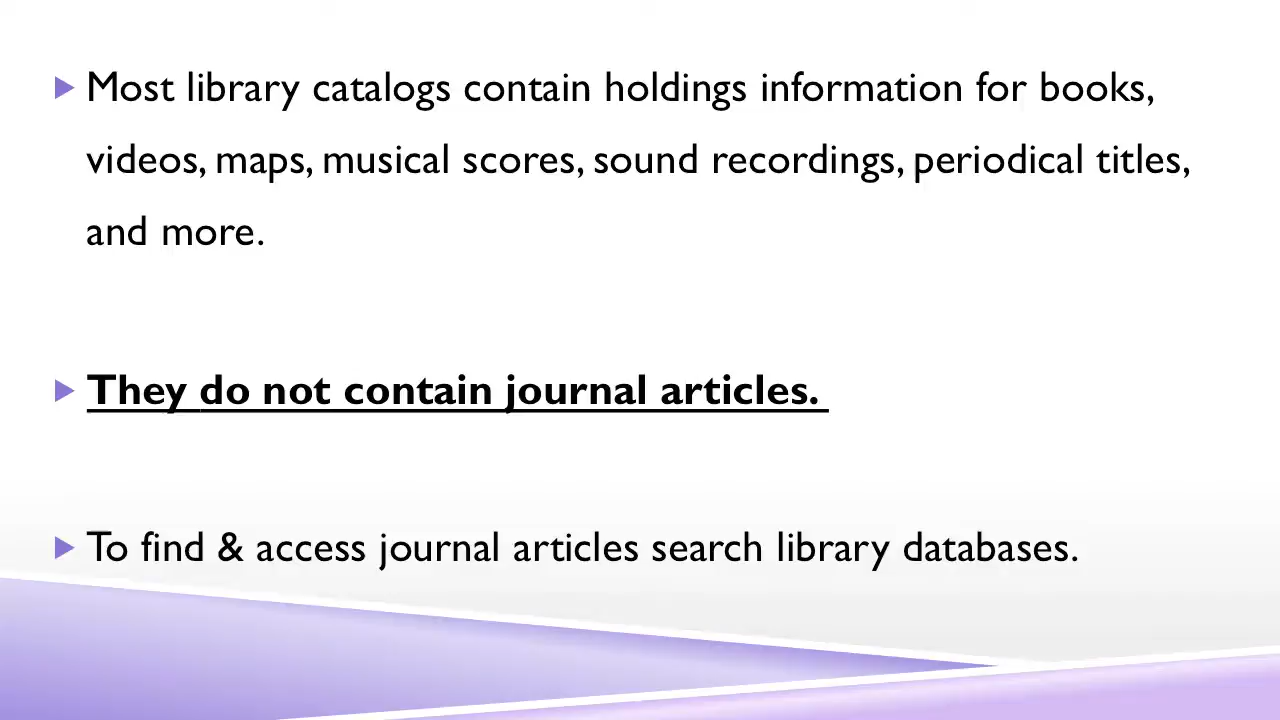 Most library catalogs contain holdings information for books,
videos, maps, musical scores, sound recordings, periodical titles,
and more.
They do not contain journal articles.
To find & access journal articles search library databases.